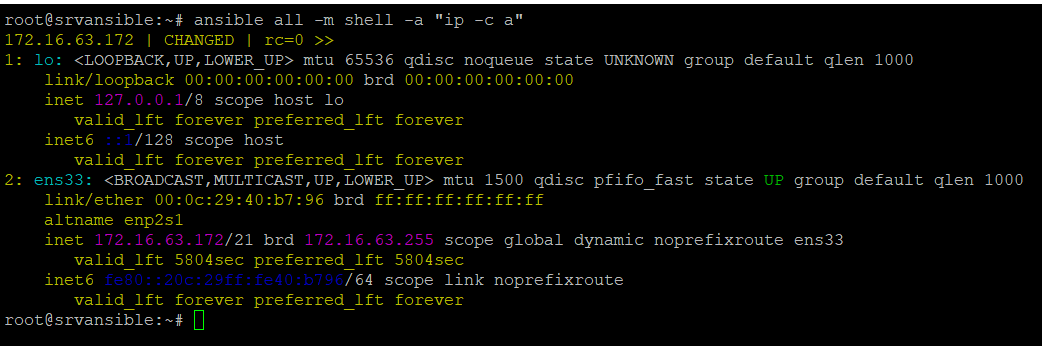 root@srvansible:~# ansible all -m shell -a "ip -c a"
172.16.63.172 | CHANGED | rc=0 >>
1: lo: <LOOPBACK,UP,LOWER_UP> mtu 65536 qdisc noqueue state UNKNOWN group default qlen 1000
    link/loopback 00:00:00:00:00:00 brd 00:00:00:00:00:00
    inet 127.0.0.1/8 scope host lo
       valid_lft forever preferred_lft forever
    inet6 ::1/128 scope host
       valid_lft forever preferred_lft forever
2: ens33: <BROADCAST,MULTICAST,UP,LOWER_UP> mtu 1500 qdisc pfifo_fast state UP group default qlen 1000
    link/ether 00:0c:29:40:b7:96 brd ff:ff:ff:ff:ff:ff
    altname enp2s1
    inet 172.16.63.172/21 brd 172.16.63.255 scope global dynamic noprefixroute ens33
       valid_lft 5804sec preferred_lft 5804sec
    inet6 fe80::20c:29ff:fe40:b796/64 scope link noprefixroute
       valid_lft forever preferred_lft forever
root@srvansible:~#